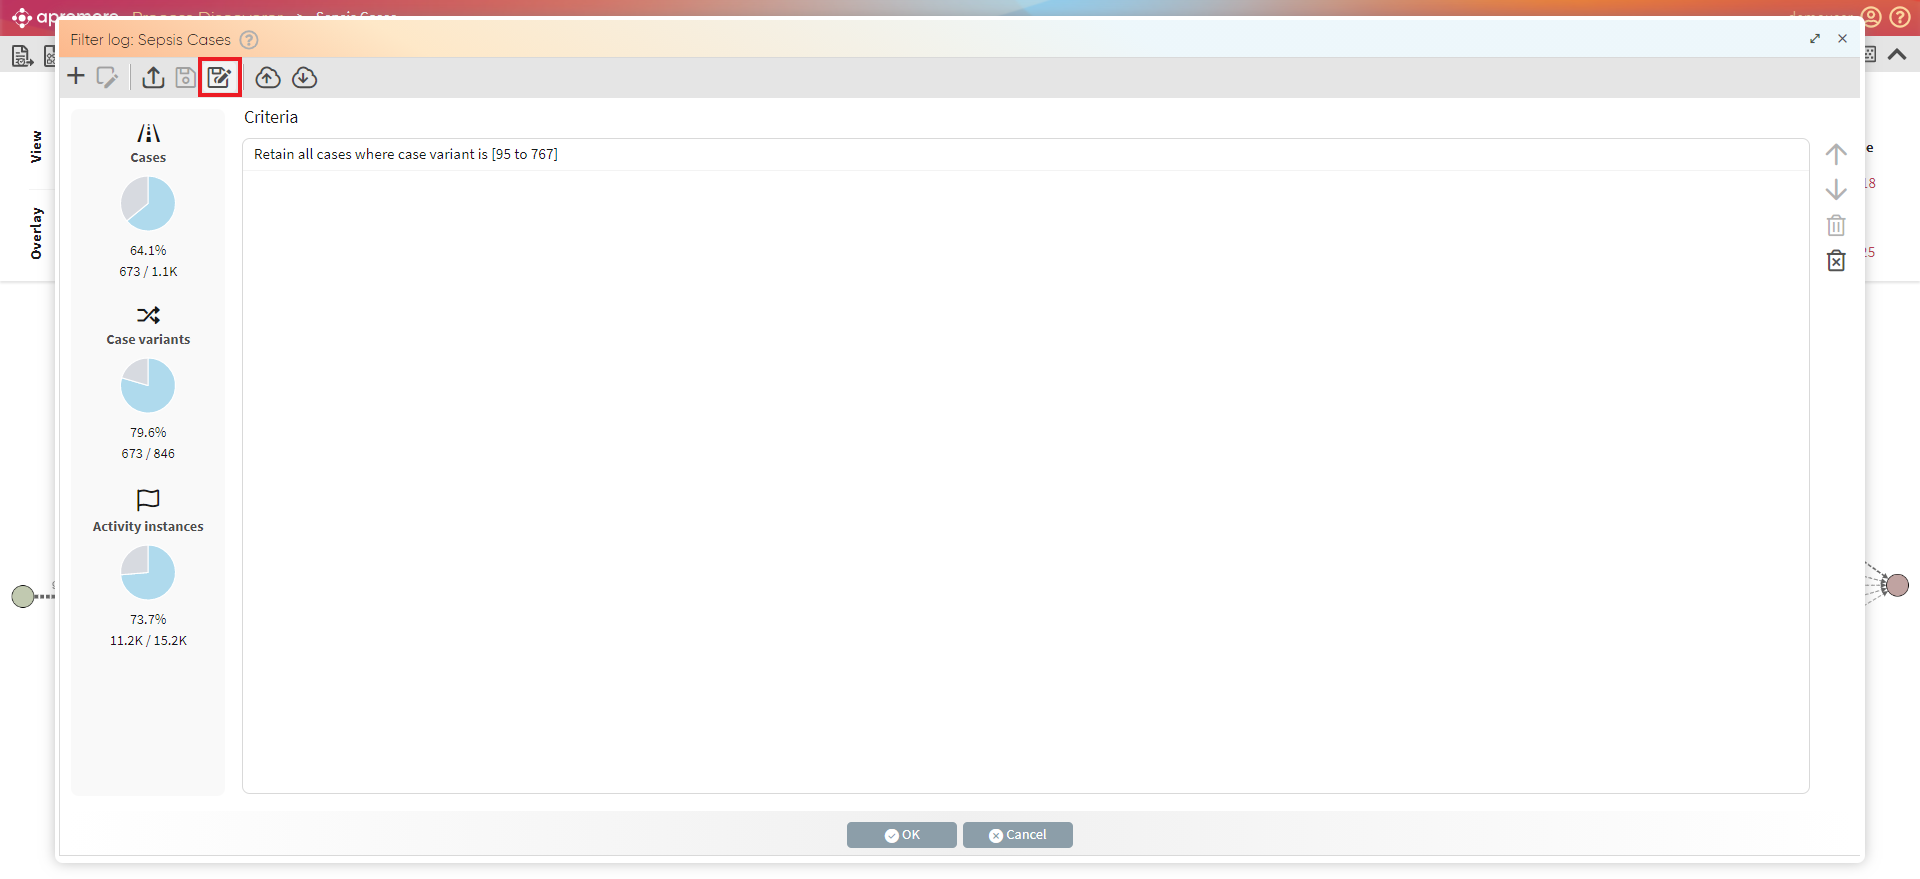 Filter log: Sepsis Cases
Criteria
Retain all cases where case variant is [95 to 767]
View
Overlay
Cases
64.1%
673 / 1.1K
Case variants
79.6%
673 / 846
Activity instances
73.7%
11.2K / 15.2K
e
18
25
OK
Cancel